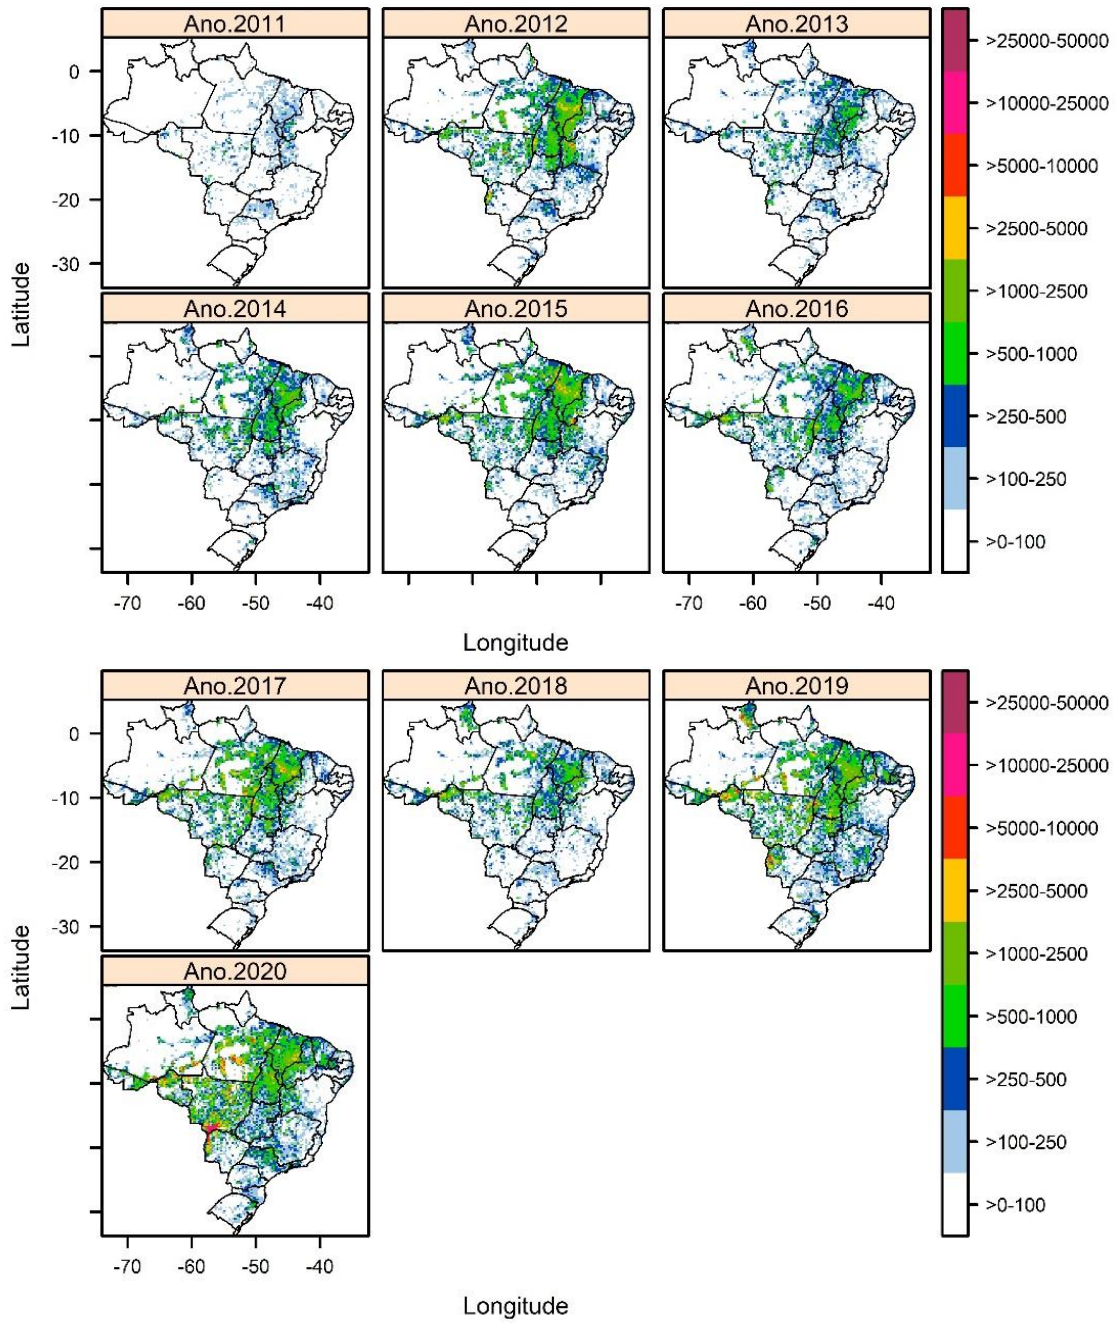 Ano.2011 Ano.2012 Ano.2013
0
-10
-20
-30
Ano.2014 Ano.2015 Ano.2016
-70 -60 -50 -40 -70 -60 -50 -40
Latitude
Longitude
>25000-50000
>10000-25000
>5000-10000
>2500-5000
>1000-2500
>500-1000
>250-500
>100-250
>0-100
Ano.2017 Ano.2018 Ano.2019
0
-10
-20
-30
Ano.2020
-70 -60 -50 -40
Latitude
Longitude
>25000-50000
>10000-25000
>5000-10000
>2500-5000
>1000-2500
>500-1000
>250-500
>100-250
>0-100